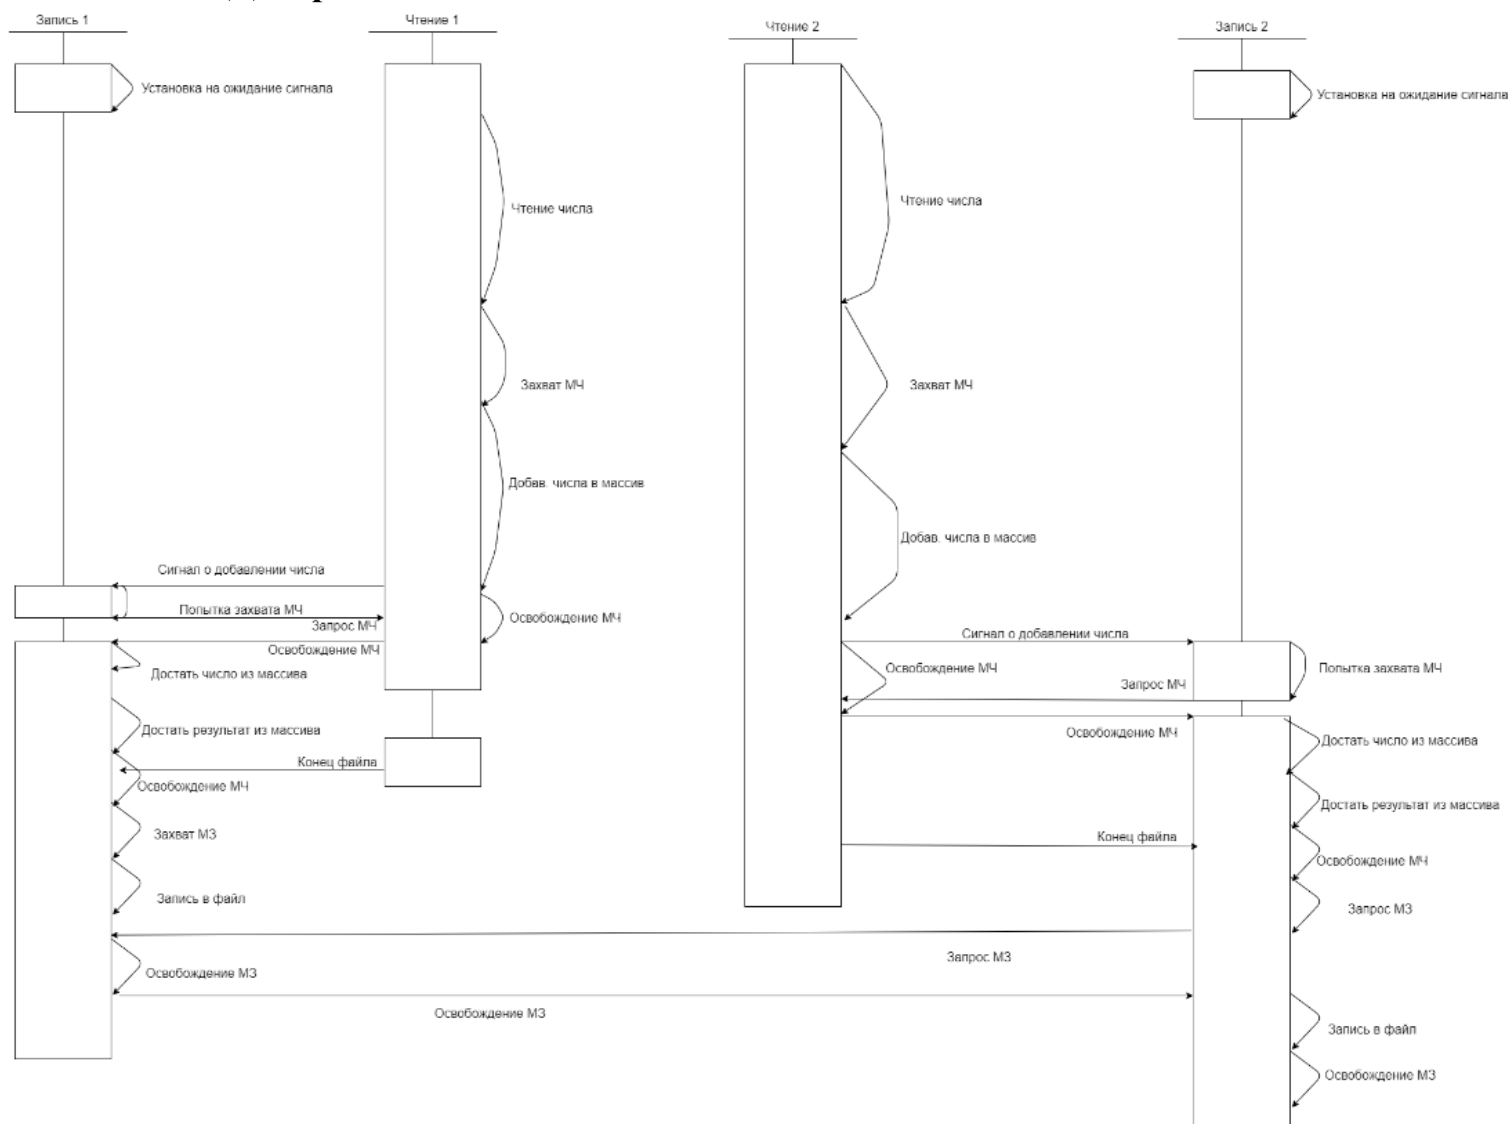 Запись 1
Чтение 1
Чтение 2
Запись 2
Установка на ожидание сигнала
Установка на ожидание сигнала
Чтение числа
Чтение числа
Захват МЧ
Захват МЧ
Добав. числа в массив
Добав. числа в массив
Сигнал о добавлении числа
Попытка захвата МЧ
Освобождение МЧ
Запрос МЧ
Сигнал о добавлении числа
Освобождение МЧ
Освобождение МЧ
Попытка захвата МЧ
Достать число из массива
Запрос МЧ
Достать результат из массива
Освобождение МЧ
Достать число из массива
Конец файла
Освобождение МЧ
Достать результат из массива
Захват МЗ
Конец файла
Освобождение МЧ
Запись в файл
Запрос МЗ
Запрос МЗ
Освобождение МЗ
Освобождение МЗ
Запись в файл
Освобождение МЗ